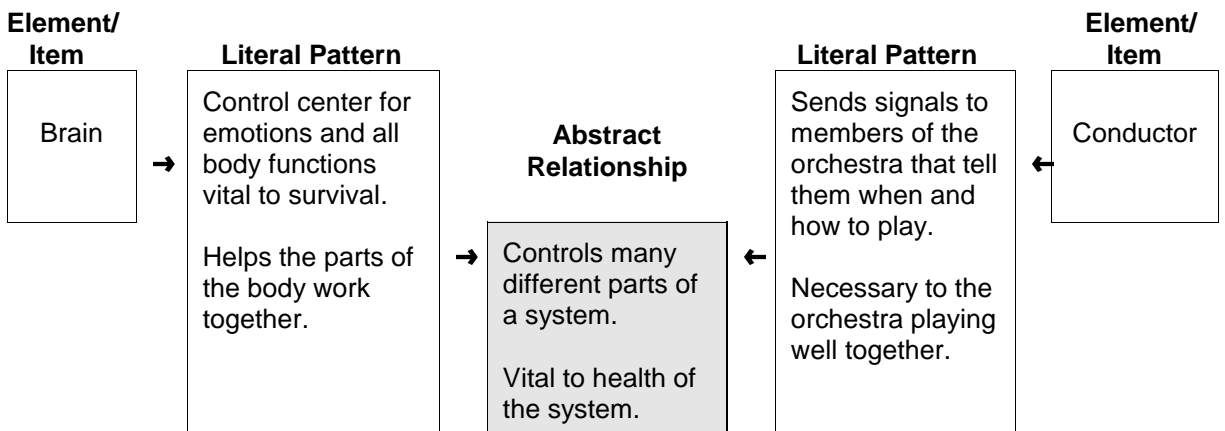 Element/
Item
Literal Pattern
Brain
Control center for
emotions and all
body functions
vital to survival.
Helps the parts of
the body work
together.
Abstract
Relationship
Controls many
different parts of
a system.
Vital to health of
the system.
Literal Pattern
Sends signals to
members of the
orchestra that tell
them when and
how to play.
Necessary to the
orchestra playing
well together.
Element/
Item
Conductor